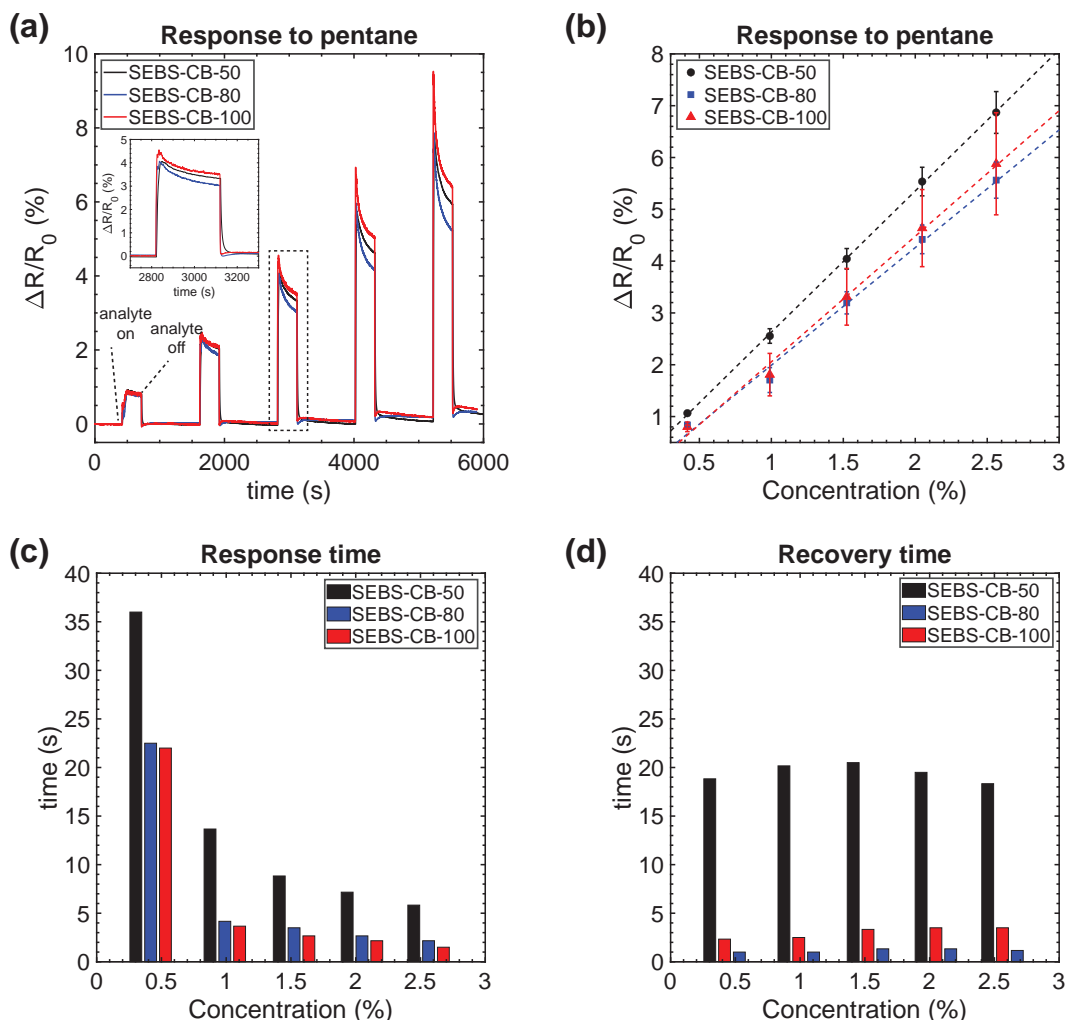 (a)
Response to pentane
10
8
6
4
2
0
ΔR/R0 (%)
SEBS-CB-50
SEBS-CB-80
SEBS-CB-100
5
4
3
2
1
0
ΔR/R0 (%)
2800
3000
3200
time (s)
analyte
on
analyte
off
0
2000
4000
6000
time (s)
(b)
Response to pentane
8
7
6
5
4
3
2
1
ΔR/R0 (%)
SEBS-CB-50
SEBS-CB-80
SEBS-CB-100
0.5
1
1.5
2
2.5
3
Concentration (%)
(c)
Response time
40
35
30
25
20
15
10
5
0
time (s)
SEBS-CB-50
SEBS-CB-80
SEBS-CB-100
0
0.5
1
1.5
2
2.5
3
Concentration (%)
(d)
Recovery time
40
35
30
25
20
15
10
5
0
time (s)
SEBS-CB-50
SEBS-CB-80
SEBS-CB-100
0
0.5
1
1.5
2
2.5
3
Concentration (%)